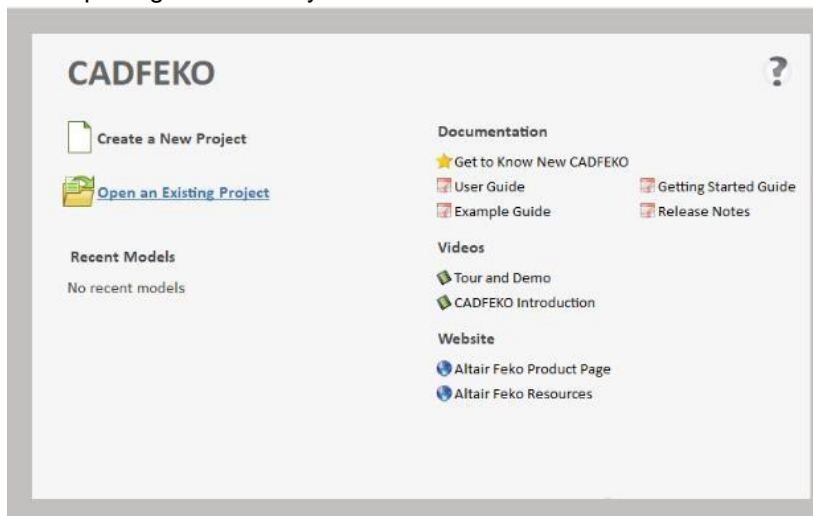 CADFEKO
Create a New Project
Open an Existing Project
Recent Models
No recent models
Documentation
Get to Know New CADFEKO
User Guide
Getting Started Guide
Example Guide
Release Notes
Videos
Tour and Demo
CADFEKO Introduction
Website
Altair Feko Product Page
Altair Feko Resources